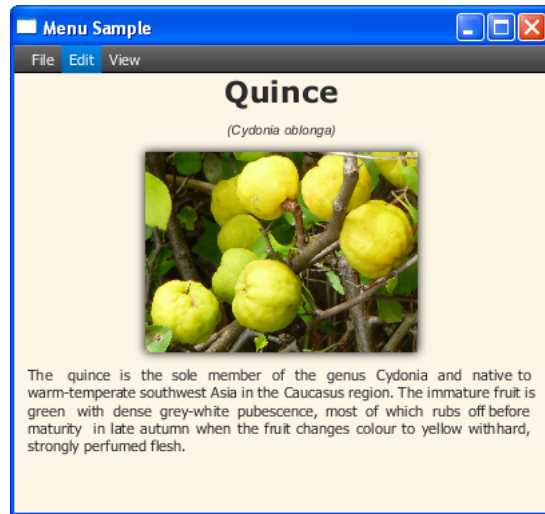 Menu Sample
File Edit View
Quince
(Cydonia oblonga)
The quince is the sole member of the genus Cydonia and native to
warm-temperate southwest Asia in the Caucasus region. The immature fruit is
green with dense grey-white pubescence, most of which rubs off before
maturity in late autumn when the fruit changes colour to yellow withhard,
strongly perfumed flesh.